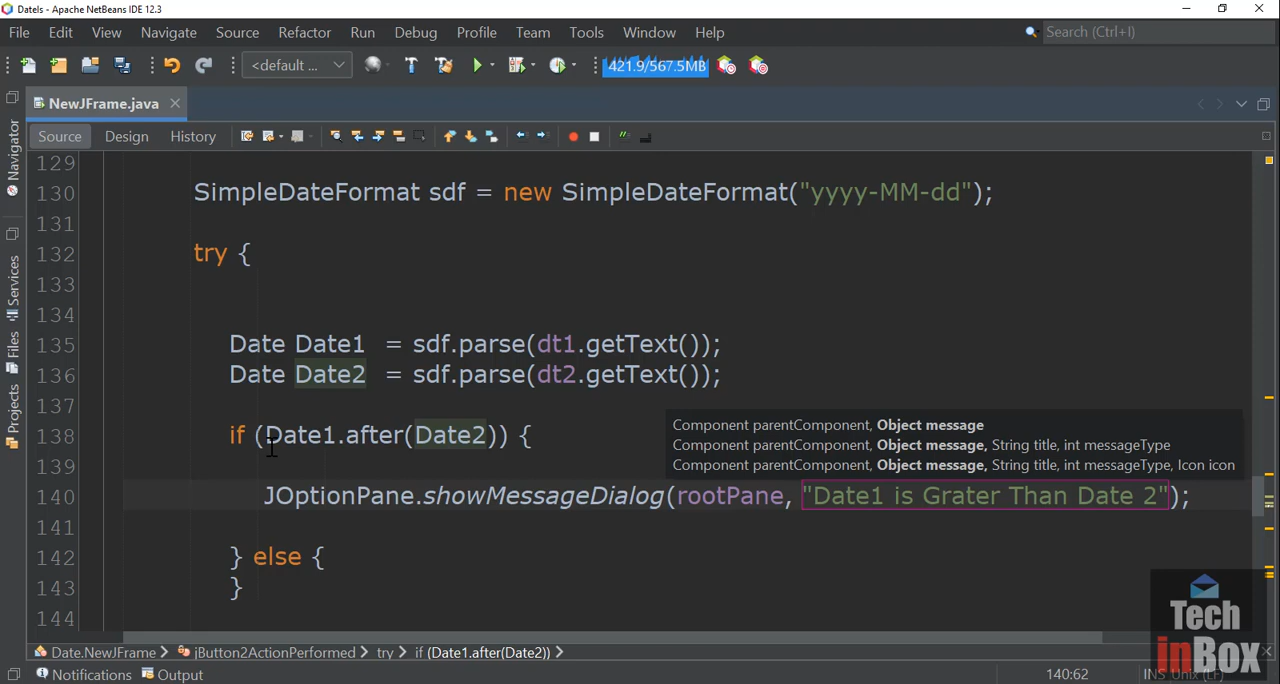 DateIs - Apache NetBeans IDE 12.3
File Edit View Navigate Source Refactor Run Debug Profile Team Tools Window Help
Search (Ctrl+I)
<default ...
421.9/567.5MB
NewJFrame.java
Source Design History
Navigator
Services
Files
Projects
129
130 SimpleDateFormat sdf = new SimpleDateFormat("yyyy-MM-dd");
131
132 try {
133
134
135 Date Date1 = sdf.parse(dt1.getText());
136 Date Date2 = sdf.parse(dt2.getText());
137
138 if (Date1.after(Date2)) {
Component parentComponent, Object message
Component parentComponent, Object message, String title, int messageType
Component parentComponent, Object message, String title, int messageType, Icon icon
139
140 JOptionPane.showMessageDialog(rootPane, "Date1 is Grater Than Date 2");
141
142 } else {
143 }
144
Date.NewJFrame jButton2ActionPerformed try if (Date1.after(Date2))
Notifications Output
140:62 INS Unix (LF)
Tech
inBox